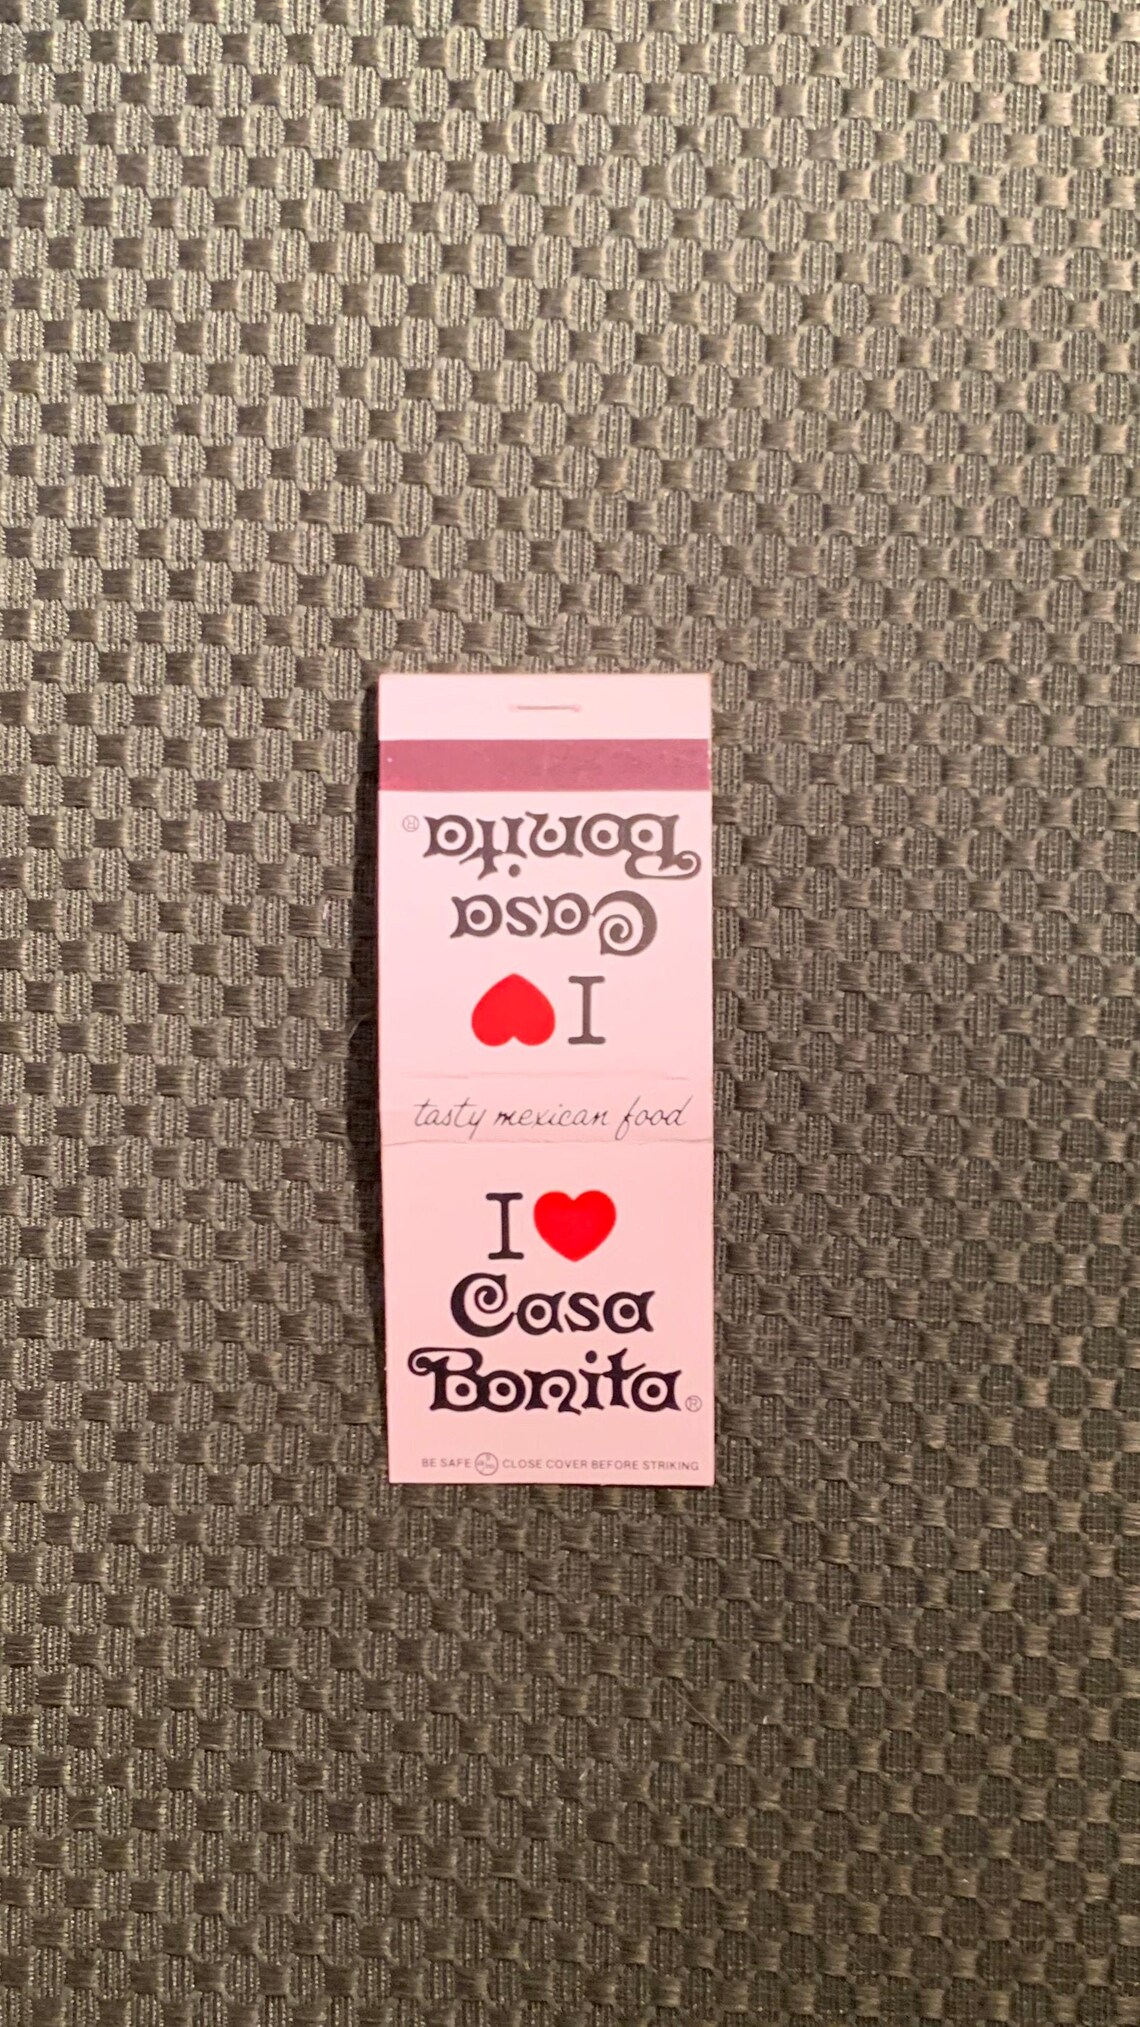 I ❤
Casa
Bonita®
tasty mexican food
I ❤
Casa
Bonita®
BE SAFE CLOSE COVER BEFORE STRIKING